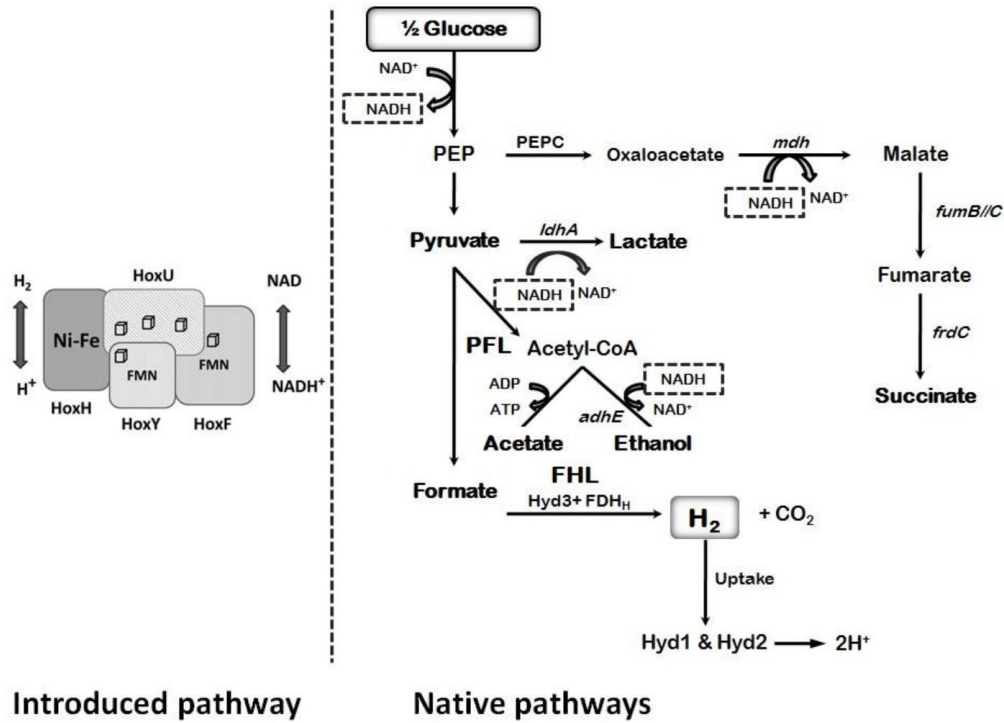 ½ Glucose
NAD⁺
NADH
PEP
PEPC
Oxaloacetate
mdh
Malate
NADH
NAD⁺
fumB//C
Pyruvate
ldhA
Lactate
NADH
NAD⁺
Fumarate
frdC
Succinate
PFL
Acetyl-CoA
ADP
ATP
NADH
NAD⁺
adhE
Acetate
Ethanol
Formate
FHL
Hyd3+ FDHH
H₂
+ CO₂
Uptake
Hyd1 & Hyd2
2H⁺
H₂
H⁺
HoxU
NAD
NADH⁺
Ni-Fe
FMN
FMN
HoxH
HoxY
HoxF
Introduced pathway
Native pathways